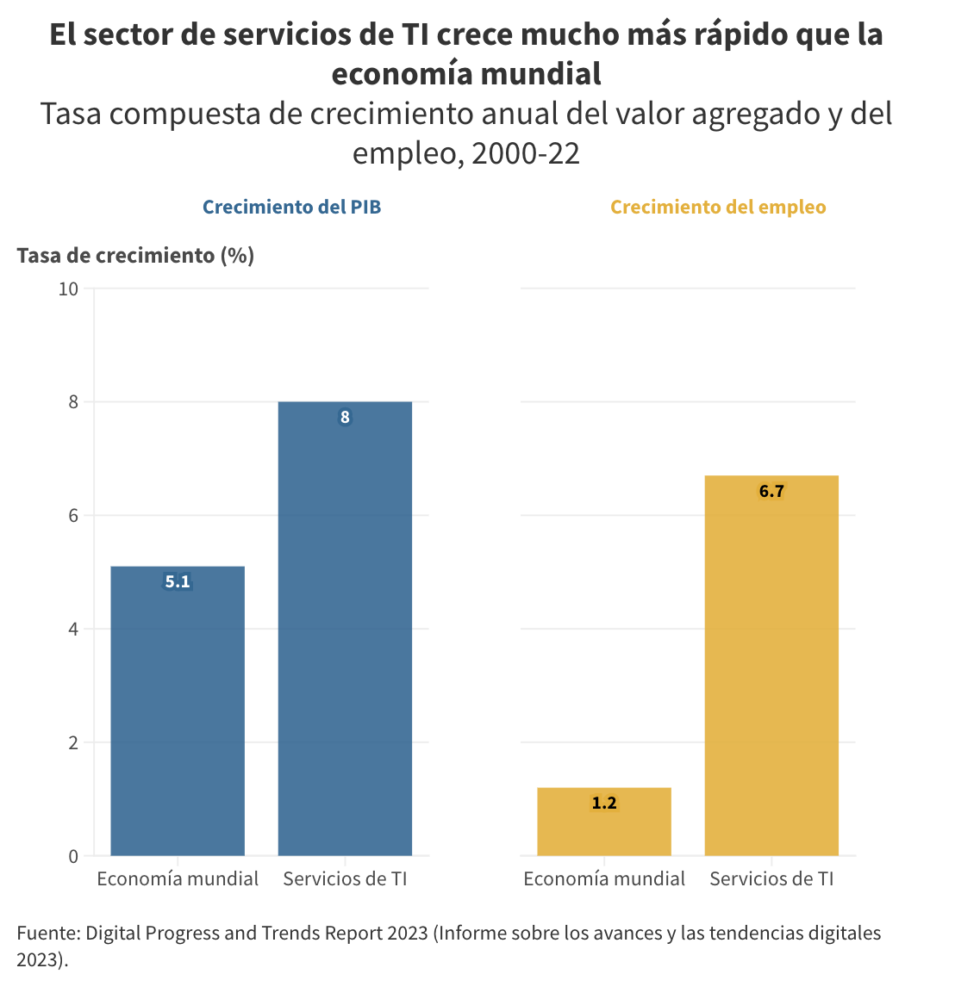 El sector de servicios de TI crece mucho más rápido que la
economía mundial
Tasa compuesta de crecimiento anual del valor agregado y del
empleo, 2000-22
Crecimiento del PIB
Crecimiento del empleo
Tasa de crecimiento (%)
10
8
6
4
2
0
5.1
8
1.2
6.7
Economía mundial
Servicios de TI
Economía mundial
Servicios de TI
Fuente: Digital Progress and Trends Report 2023 (Informe sobre los avances y las tendencias digitales
2023).